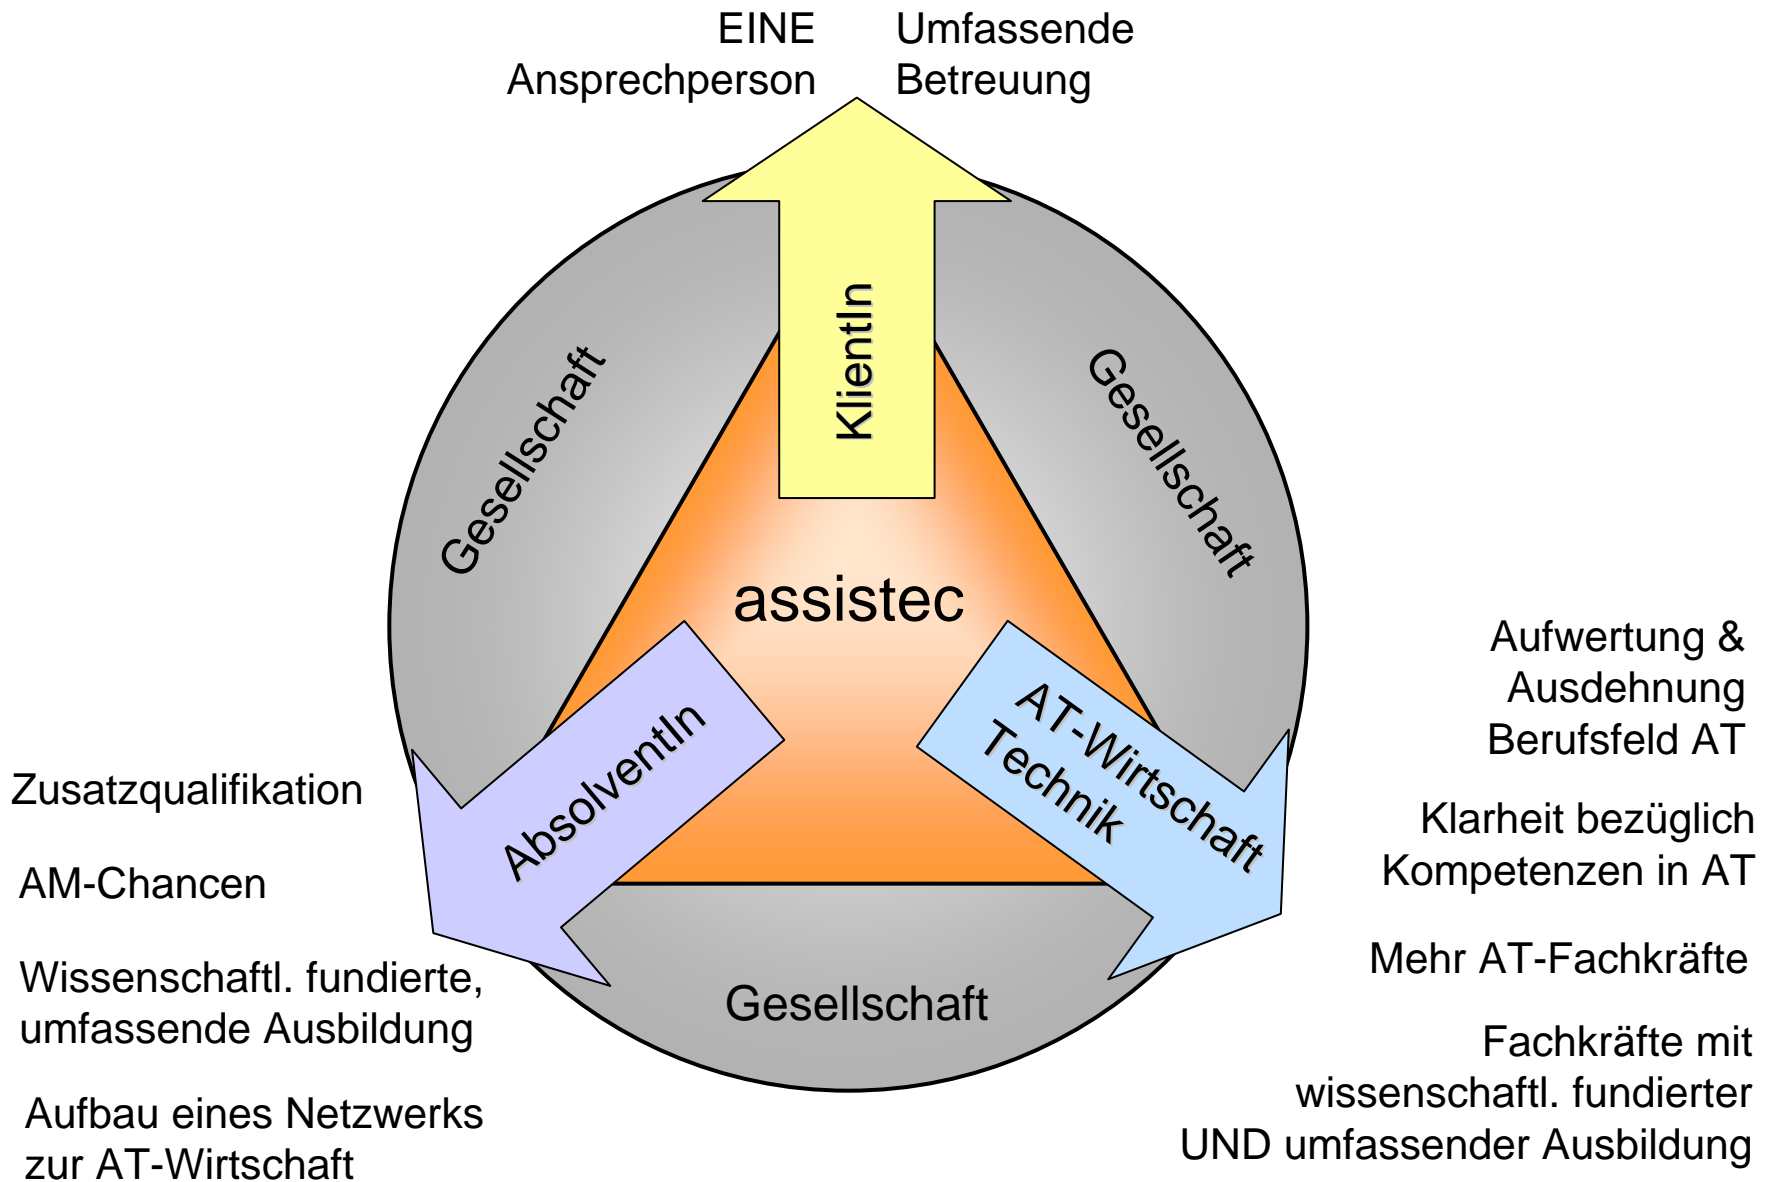 EINE
Ansprechperson
Umfassende
Betreuung
KlientIn
Gesellschaft
Gesellschaft
assistec
AbsolventIn
AT-Wirtschaft
Technik
Gesellschaft
Zusatzqualifikation
AM-Chancen
Wissenschaftl. fundierte,
umfassende Ausbildung
Aufbau eines Netzwerks
zur AT-Wirtschaft
Aufwertung &
Ausdehnung
Berufsfeld AT
Klarheit bezüglich
Kompetenzen in AT
Mehr AT-Fachkräfte
Fachkräfte mit
wissenschaftl. fundierter
UND umfassender Ausbildung